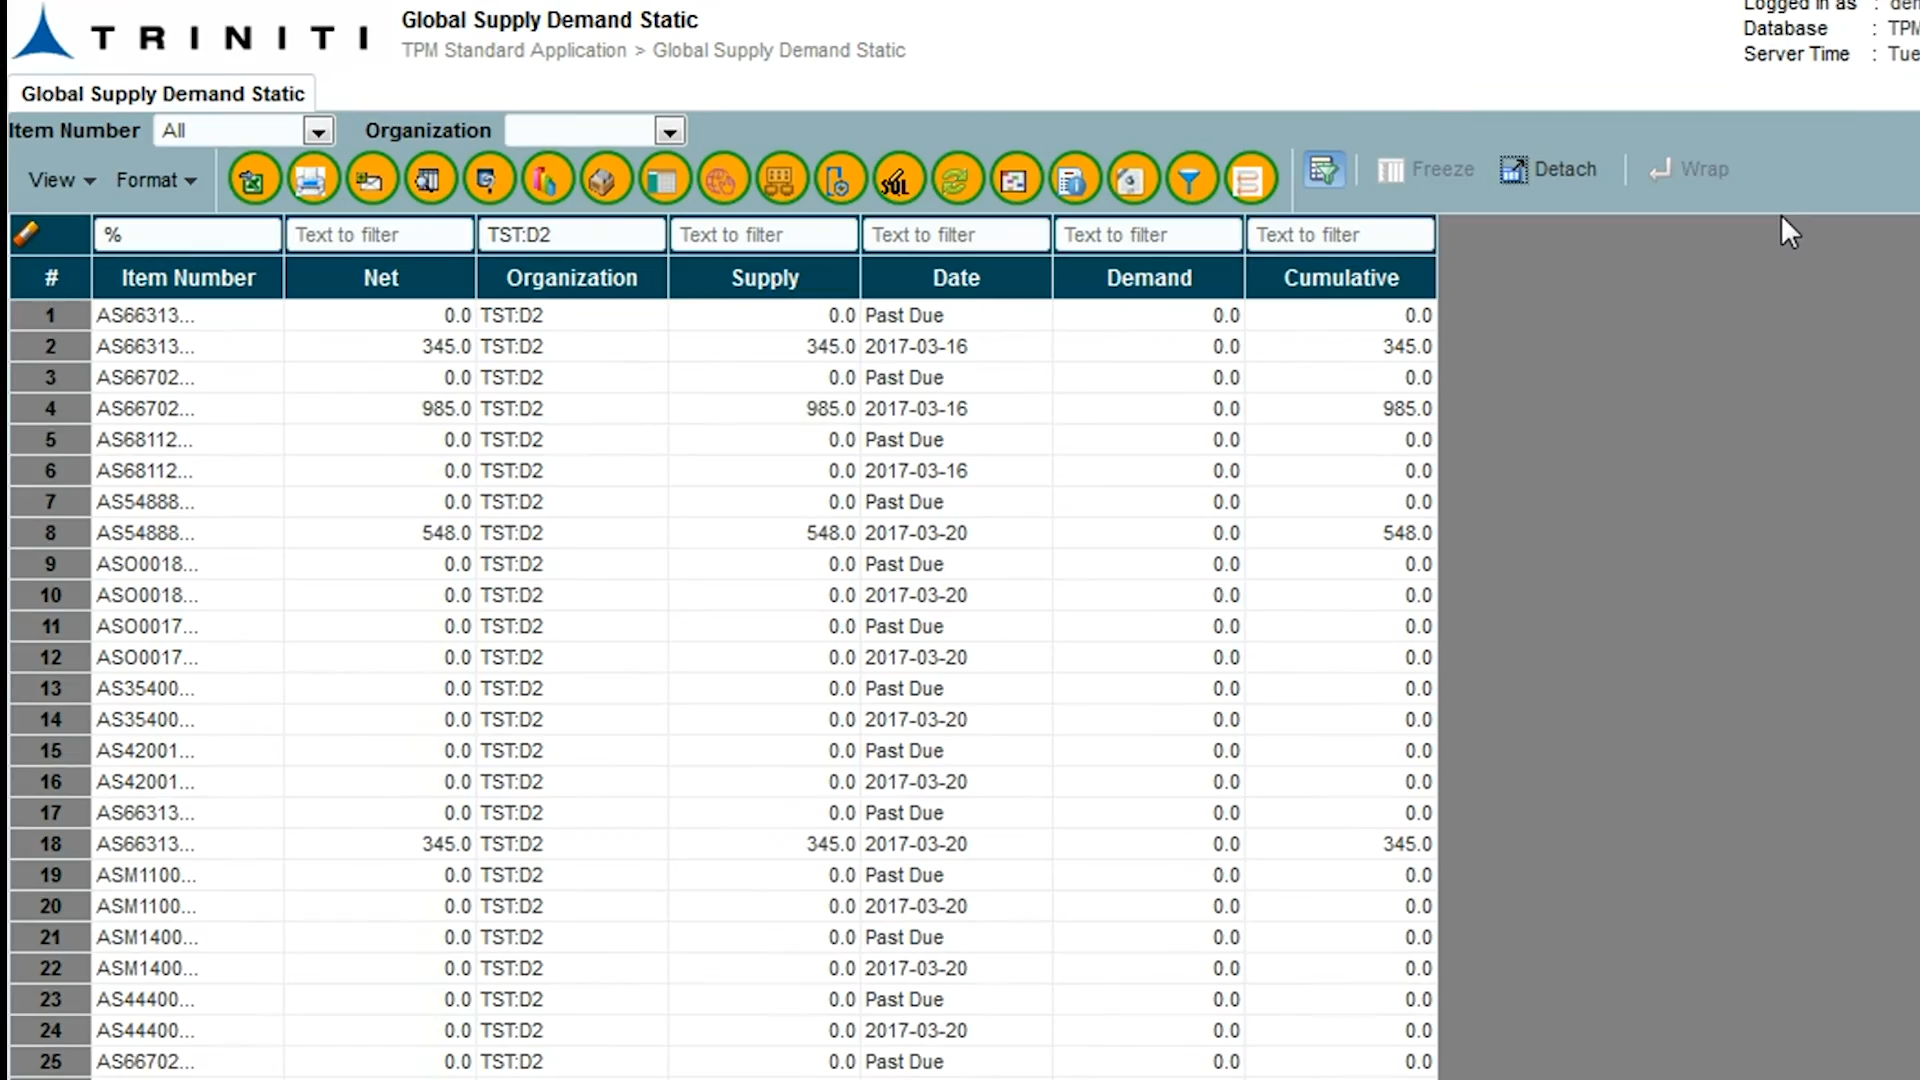 TRINITI
Global Supply Demand Static
TPM Standard Application > Global Supply Demand Static
Logged in as :
Database : TPM
Server Time : Tue
Global Supply Demand Static
Item Number All Organization
View Format SQL Freeze Detach Wrap
% Text to filter TST:D2 Text to filter Text to filter Text to filter Text to filter
# Item Number Net Organization Supply Date Demand Cumulative
1 AS66313... 0.0 TST:D2 0.0 Past Due 0.0 0.0
2 AS66313... 345.0 TST:D2 345.0 2017-03-16 0.0 345.0
3 AS66702... 0.0 TST:D2 0.0 Past Due 0.0 0.0
4 AS66702... 985.0 TST:D2 985.0 2017-03-16 0.0 985.0
5 AS68112... 0.0 TST:D2 0.0 Past Due 0.0 0.0
6 AS68112... 0.0 TST:D2 0.0 2017-03-16 0.0 0.0
7 AS54888... 0.0 TST:D2 0.0 Past Due 0.0 0.0
8 AS54888... 548.0 TST:D2 548.0 2017-03-20 0.0 548.0
9 ASO0018... 0.0 TST:D2 0.0 Past Due 0.0 0.0
10 ASO0018... 0.0 TST:D2 0.0 2017-03-20 0.0 0.0
11 ASO0017... 0.0 TST:D2 0.0 Past Due 0.0 0.0
12 ASO0017... 0.0 TST:D2 0.0 2017-03-20 0.0 0.0
13 AS35400... 0.0 TST:D2 0.0 Past Due 0.0 0.0
14 AS35400... 0.0 TST:D2 0.0 2017-03-20 0.0 0.0
15 AS42001... 0.0 TST:D2 0.0 Past Due 0.0 0.0
16 AS42001... 0.0 TST:D2 0.0 2017-03-20 0.0 0.0
17 AS66313... 0.0 TST:D2 0.0 Past Due 0.0 0.0
18 AS66313... 345.0 TST:D2 345.0 2017-03-20 0.0 345.0
19 ASM1100... 0.0 TST:D2 0.0 Past Due 0.0 0.0
20 ASM1100... 0.0 TST:D2 0.0 2017-03-20 0.0 0.0
21 ASM1400... 0.0 TST:D2 0.0 Past Due 0.0 0.0
22 ASM1400... 0.0 TST:D2 0.0 2017-03-20 0.0 0.0
23 AS44400... 0.0 TST:D2 0.0 Past Due 0.0 0.0
24 AS44400... 0.0 TST:D2 0.0 2017-03-20 0.0 0.0
25 AS66702... 0.0 TST:D2 0.0 Past Due 0.0 0.0